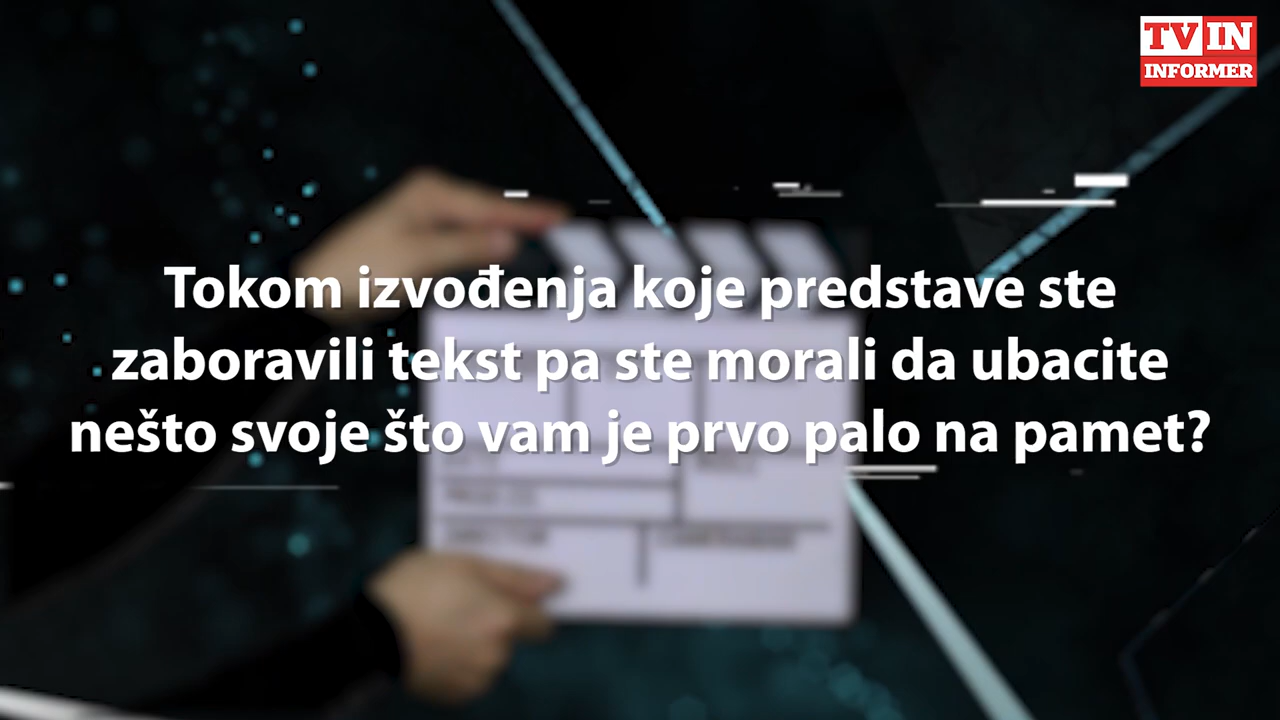 TV IN
INFORMER
Tokom izvođenja koje predstave ste
zaboravili tekst pa ste morali da ubacite
nešto svoje što vam je prvo palo na pamet?